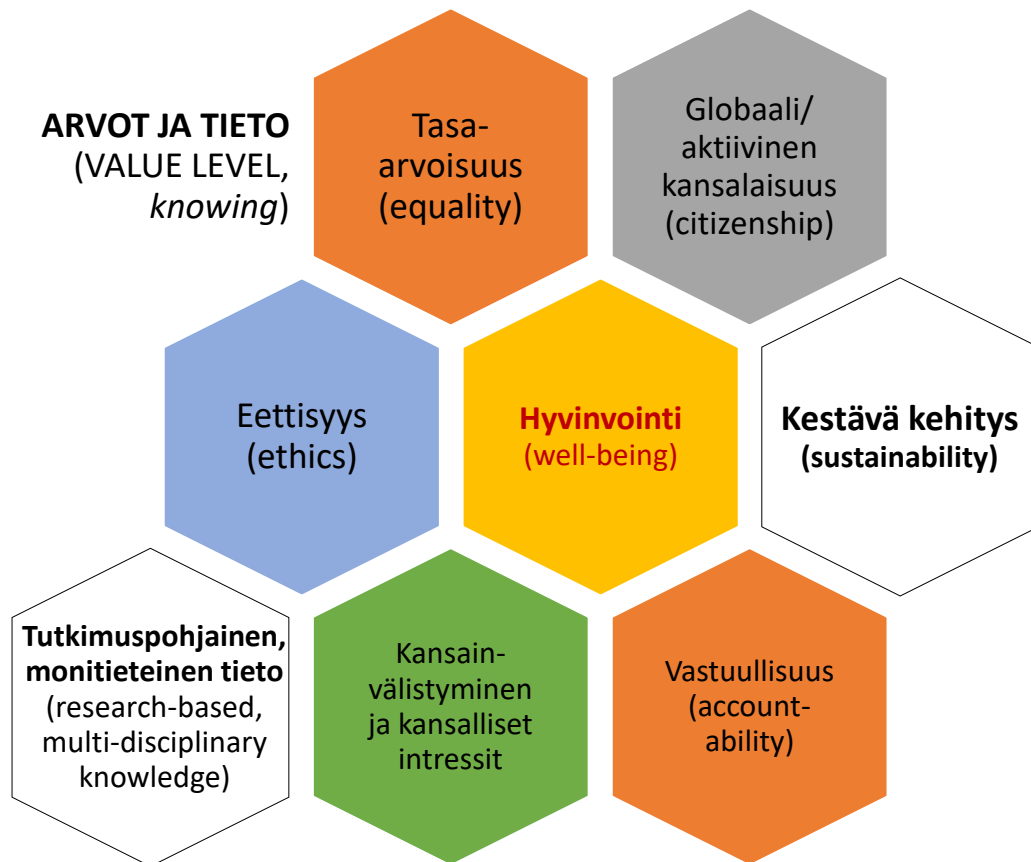 ARVOT JA TIETO
(VALUE LEVEL,
knowing)
Tasa-
arvoisuus
(equality)
Globaali/
aktiivinen
kansalaisuus
(citizenship)
Eettisyys
(ethics)
Hyvinvointi
(well-being)
Kestävä kehitys
(sustainability)
Tutkimuspohjainen,
monitieteinen tieto
(research-based,
multi-disciplinary
knowledge)
Kansain-
välistyminen
ja kansalliset
intressit
Vastuullisuus
(account-
ability)